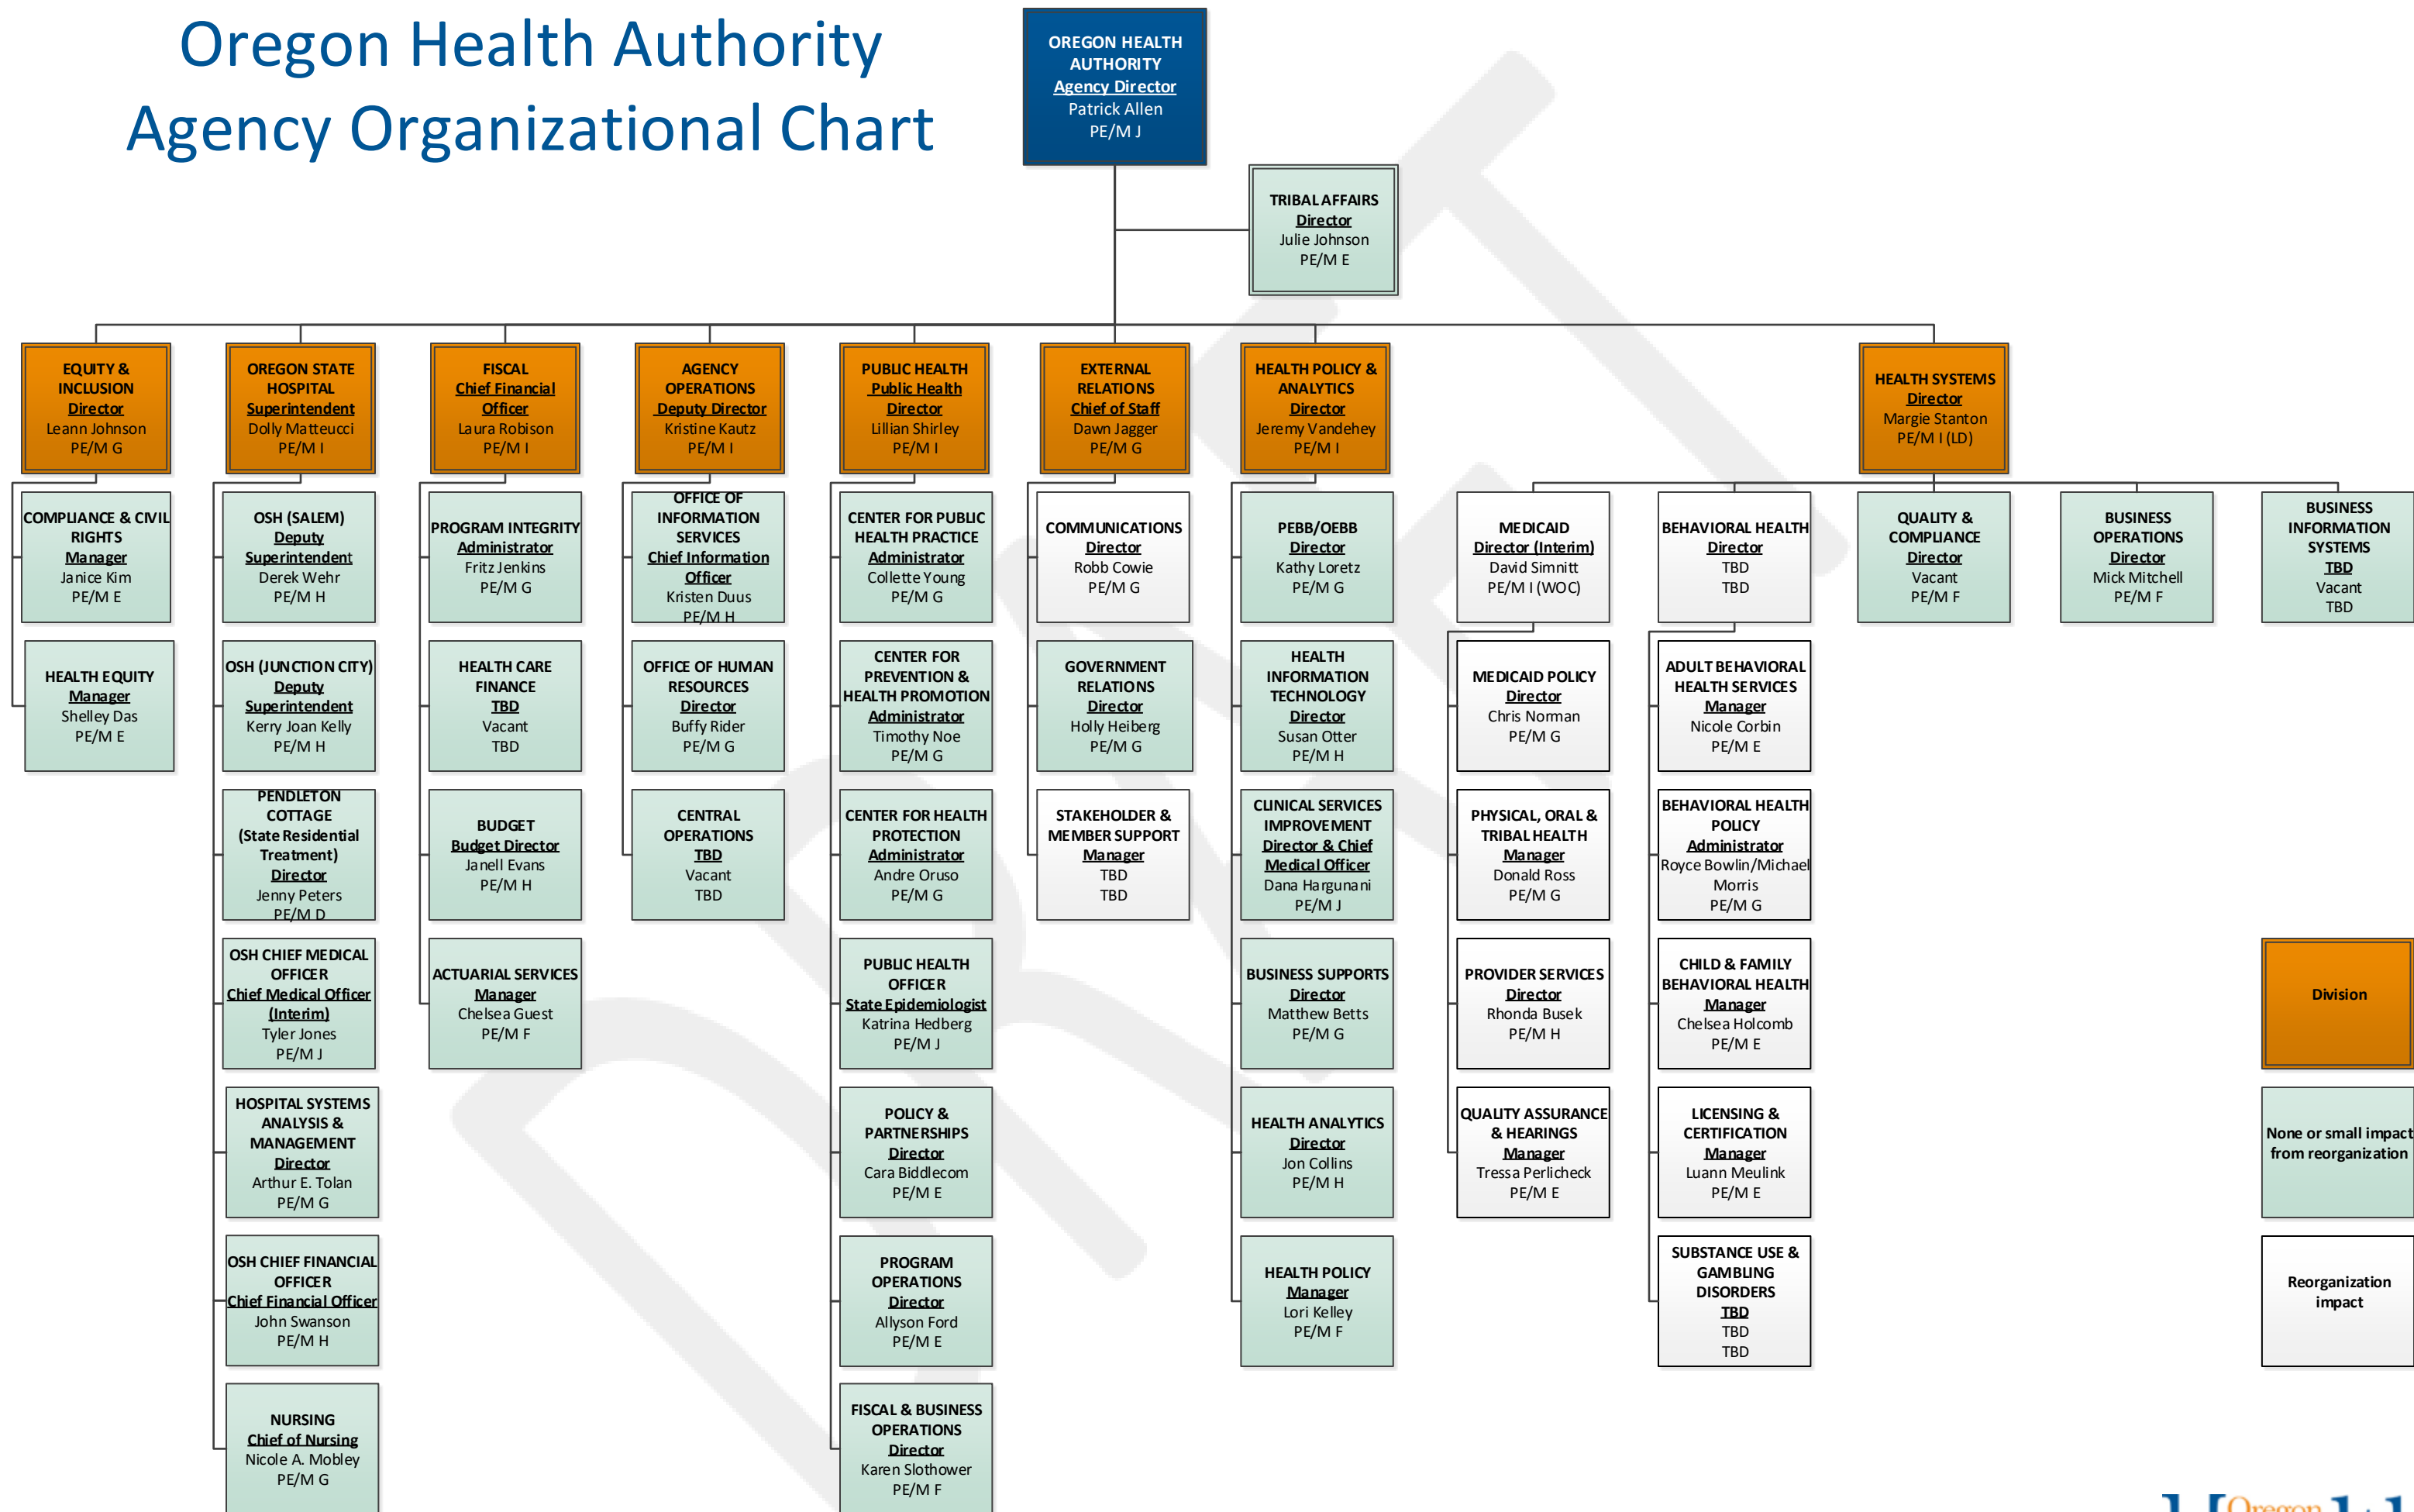 Oregon Health Authority
Agency Organizational Chart
OREGON HEALTH
AUTHORITY
Agency Director
Patrick Allen
PE/M J
TRIBAL AFFAIRS
Director
Julie Johnson
PE/M E
EQUITY &
INCLUSION
Director
Leann Johnson
PE/M G
OREGON STATE
HOSPITAL
Superintendent
Dolly Matteucci
PE/M I
FISCAL
Chief Financial
Officer
Laura Robison
PE/M I
AGENCY
OPERATIONS
Deputy Director
Kristine Kautz
PE/M I
PUBLIC HEALTH
Public Health
Director
Lillian Shirley
PE/M I
EXTERNAL
RELATIONS
Chief of Staff
Dawn Jagger
PE/M G
HEALTH POLICY &
ANALYTICS
Director
Jeremy Vandehey
PE/M I
HEALTH SYSTEMS
Director
Margie Stanton
PE/M I (LD)
COMPLIANCE & CIVIL
RIGHTS
Manager
Janice Kim
PE/M E
HEALTH EQUITY
Manager
Shelley Das
PE/M E
OSH (SALEM)
Deputy
Superintendent
Derek Wehr
PE/M H
OSH (JUNCTION CITY)
Deputy
Superintendent
Kerry Joan Kelly
PE/M H
PENDLETON
COTTAGE
(State Residential
Treatment)
Director
Jenny Peters
PE/M D
OSH CHIEF MEDICAL
OFFICER
Chief Medical Officer
(Interim)
Tyler Jones
PE/M J
HOSPITAL SYSTEMS
ANALYSIS &
MANAGEMENT
Director
Arthur E. Tolan
PE/M G
OSH CHIEF FINANCIAL
OFFICER
Chief Financial Officer
John Swanson
PE/M H
NURSING
Chief of Nursing
Nicole A. Mobley
PE/M G
PROGRAM INTEGRITY
Administrator
Fritz Jenkins
PE/M G
HEALTH CARE
FINANCE
TBD
Vacant
TBD
BUDGET
Budget Director
Janell Evans
PE/M H
ACTUARIAL SERVICES
Manager
Chelsea Guest
PE/M F
OFFICE OF
INFORMATION
SERVICES
Chief Information
Officer
Kristen Duus
PE/M H
OFFICE OF HUMAN
RESOURCES
Director
Buffy Rider
PE/M G
CENTRAL
OPERATIONS
TBD
Vacant
TBD
CENTER FOR PUBLIC
HEALTH PRACTICE
Administrator
Collette Young
PE/M G
CENTER FOR
PREVENTION &
HEALTH PROMOTION
Administrator
Timothy Noe
PE/M G
CENTER FOR HEALTH
PROTECTION
Administrator
Andre Oruso
PE/M G
PUBLIC HEALTH
OFFICER
State Epidemiologist
Katrina Hedberg
PE/M J
POLICY &
PARTNERSHIPS
Director
Cara Biddlecom
PE/M E
PROGRAM
OPERATIONS
Director
Allyson Ford
PE/M E
FISCAL & BUSINESS
OPERATIONS
Director
Karen Slothower
PE/M F
COMMUNICATIONS
Director
Robb Cowie
PE/M G
GOVERNMENT
RELATIONS
Director
Holly Heiberg
PE/M G
STAKEHOLDER &
MEMBER SUPPORT
Manager
TBD
TBD
PEBB/OEBB
Director
Kathy Loretz
PE/M G
HEALTH
INFORMATION
TECHNOLOGY
Director
Susan Otter
PE/M H
CLINICAL SERVICES
IMPROVEMENT
Director & Chief
Medical Officer
Dana Hargunani
PE/M J
BUSINESS SUPPORTS
Director
Matthew Betts
PE/M G
HEALTH ANALYTICS
Director
Jon Collins
PE/M H
HEALTH POLICY
Manager
Lori Kelley
PE/M F
MEDICAID
Director (Interim)
David Simnitt
PE/M I (WOC)
MEDICAID POLICY
Director
Chris Norman
PE/M G
PHYSICAL, ORAL &
TRIBAL HEALTH
Manager
Donald Ross
PE/M G
PROVIDER SERVICES
Director
Rhonda Busek
PE/M H
QUALITY ASSURANCE
& HEARINGS
Manager
Tressa Perlicheck
PE/M E
BEHAVIORAL HEALTH
Director
TBD
TBD
ADULT BEHAVIORAL
HEALTH SERVICES
Manager
Nicole Corbin
PE/M E
BEHAVIORAL HEALTH
POLICY
Administrator
Royce Bowlin/Michael
Morris
PE/M G
CHILD & FAMILY
BEHAVIORAL HEALTH
Manager
Chelsea Holcomb
PE/M E
LICENSING &
CERTIFICATION
Manager
Luann Meulink
PE/M E
SUBSTANCE USE &
GAMBLING
DISORDERS
TBD
TBD
TBD
QUALITY &
COMPLIANCE
Director
Vacant
PE/M F
BUSINESS
OPERATIONS
Director
Mick Mitchell
PE/M F
BUSINESS
INFORMATION
SYSTEMS
TBD
Vacant
TBD
Division
None or small impact
from reorganization
Reorganization
impact
DRAFT
Oregon